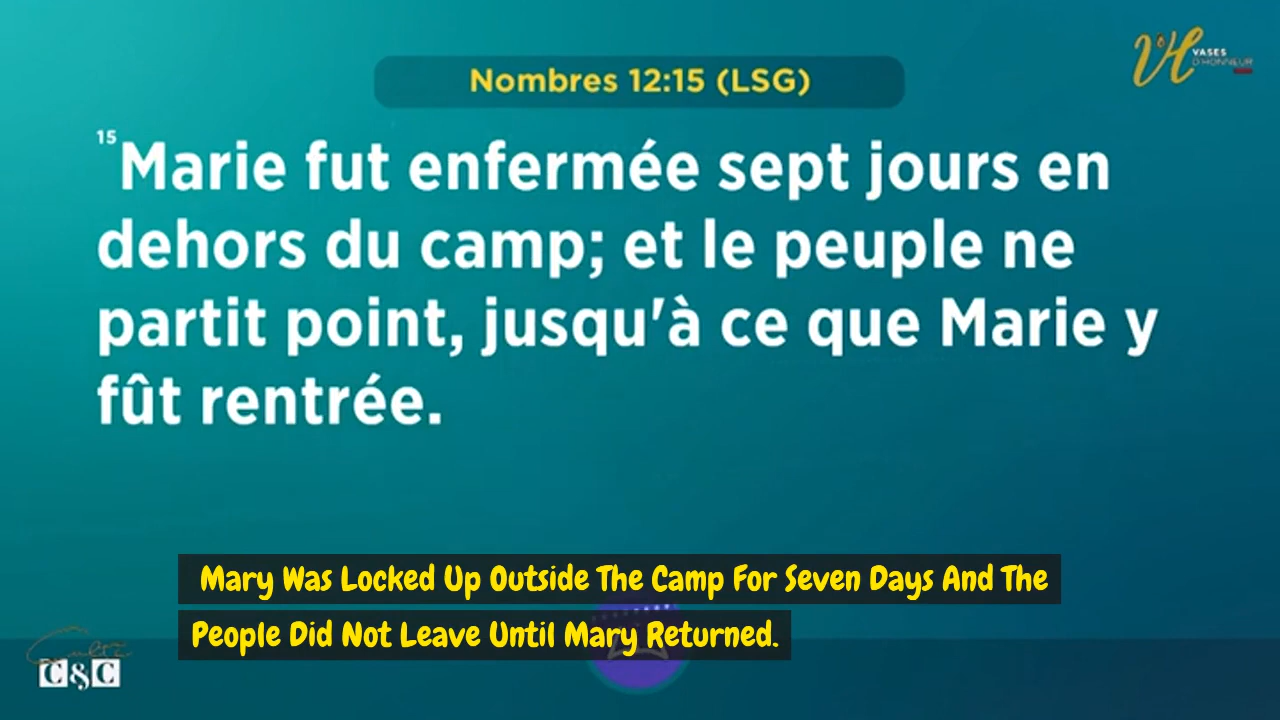 VH VASES
D'HONNEUR
Nombres 12:15 (LSG)
15 Marie fut enfermée sept jours en
dehors du camp; et le peuple ne
partit point, jusqu'à ce que Marie y
fût rentrée.
Mary Was Locked Up Outside The Camp For Seven Days And The
People Did Not Leave Until Mary Returned.
Culte
C&C